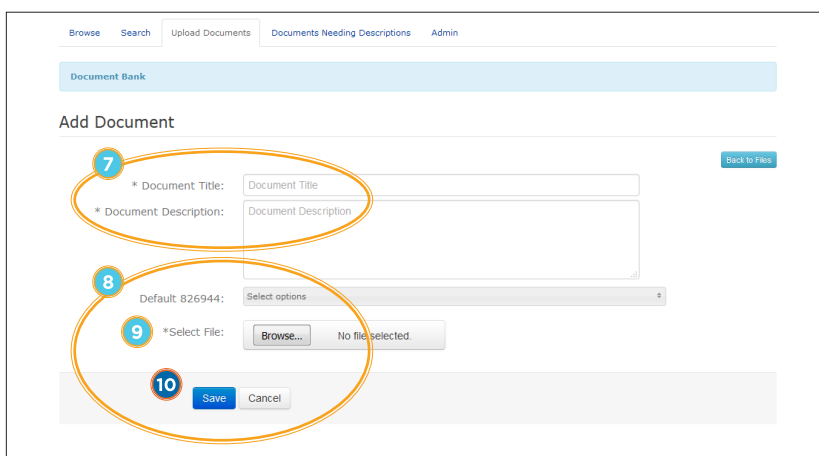 Browse Search Upload Documents Documents Needing Descriptions Admin
Document Bank
Add Document
Back to Files
7
* Document Title: Document Title
* Document Description: Document Description
8
Default 826944: Select options
9 *Select File: Browse... No file selected.
10
Save Cancel